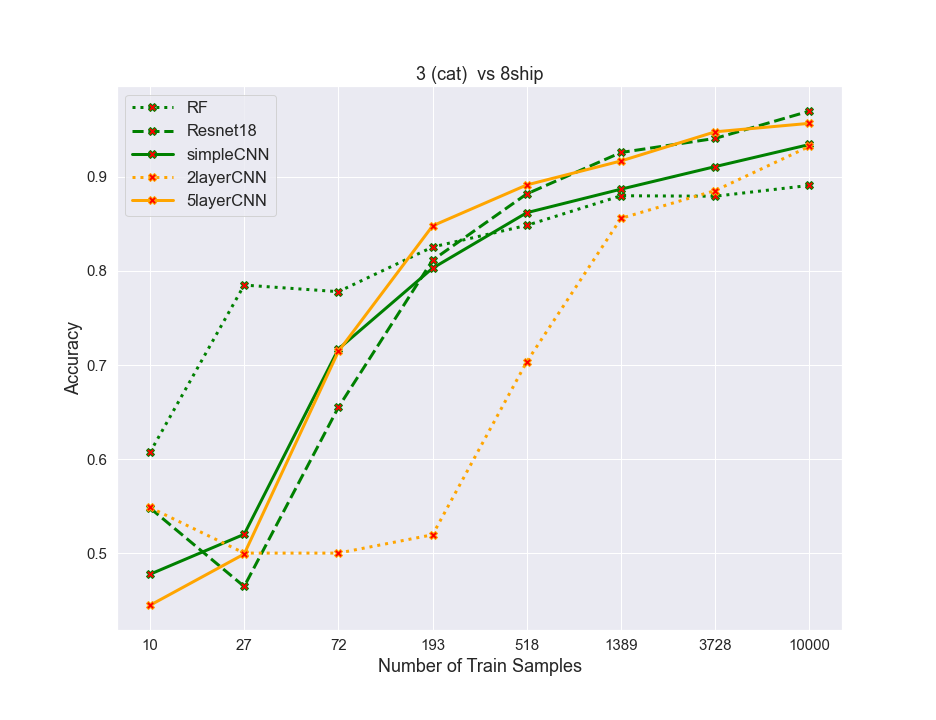 3 (cat)  vs 8ship
RF
Resnet18
simpleCNN
2layerCNN
5layerCNN
Accuracy
0.9
0.8
0.7
0.6
0.5
10 27 72 193 518 1389 3728 10000
Number of Train Samples